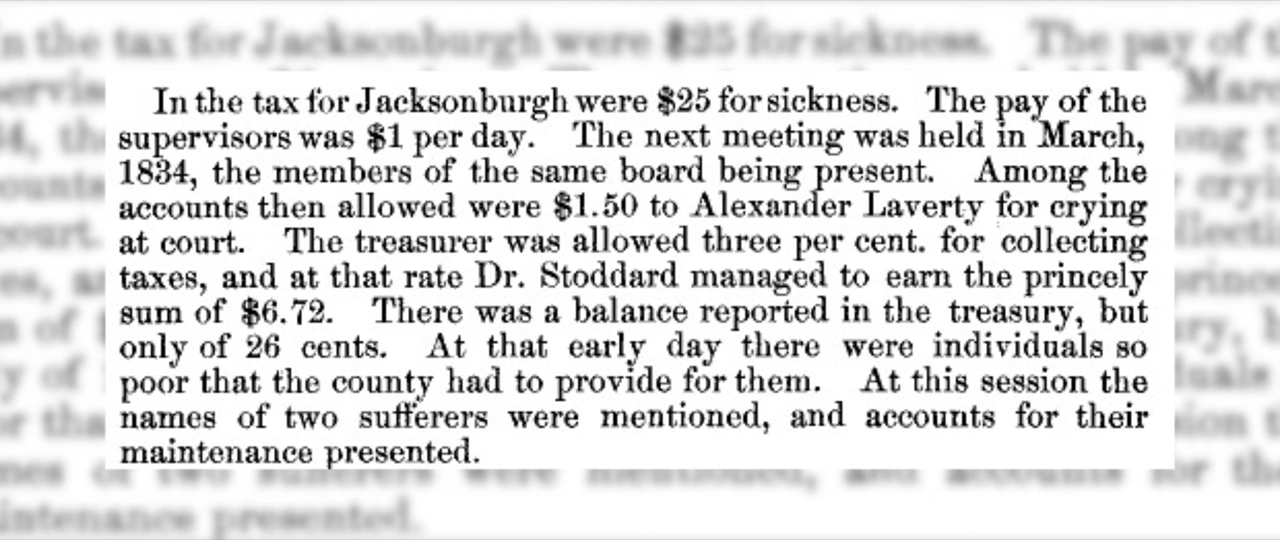 In the tax for Jacksonburgh were $25 for sickness. The pay of the
supervisors was $1 per day. The next meeting was held in March,
1834, the members of the same board being present. Among the
accounts then allowed were $1.50 to Alexander Laverty for crying
at court. The treasurer was allowed three per cent. for collecting
taxes, and at that rate Dr. Stoddard managed to earn the princely
sum of $6.72. There was a balance reported in the treasury, but
only of 26 cents. At that early day there were individuals so
poor that the county had to provide for them. At this session the
names of two sufferers were mentioned, and accounts for their
maintenance presented.